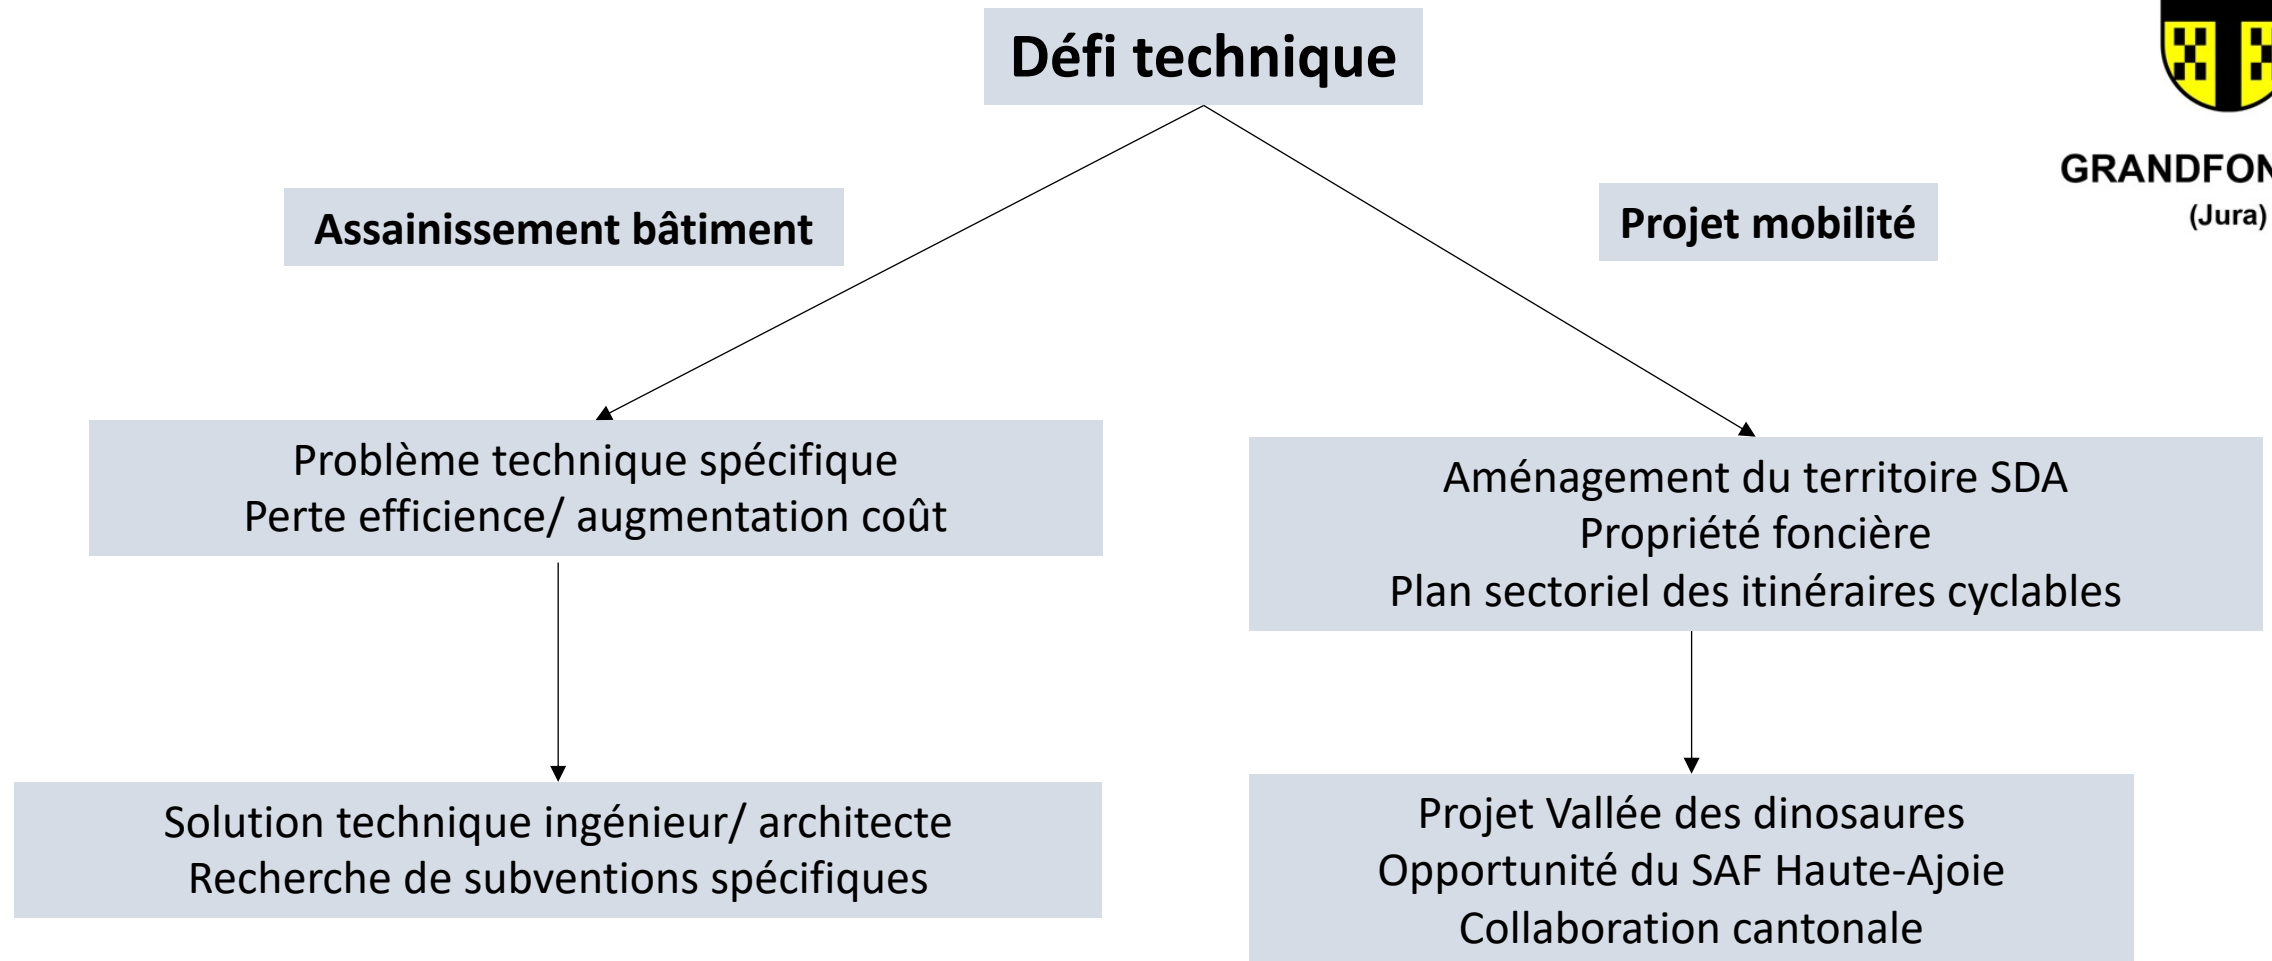 Défi technique
GRANDFON
(Jura)
Assainissement bâtiment
Projet mobilité
Problème technique spécifique
Perte efficience/ augmentation coût
Aménagement du territoire SDA
Propriété foncière
Plan sectoriel des itinéraires cyclables
Solution technique ingénieur/ architecte
Recherche de subventions spécifiques
Projet Vallée des dinosaures
Opportunité du SAF Haute-Ajoie
Collaboration cantonale